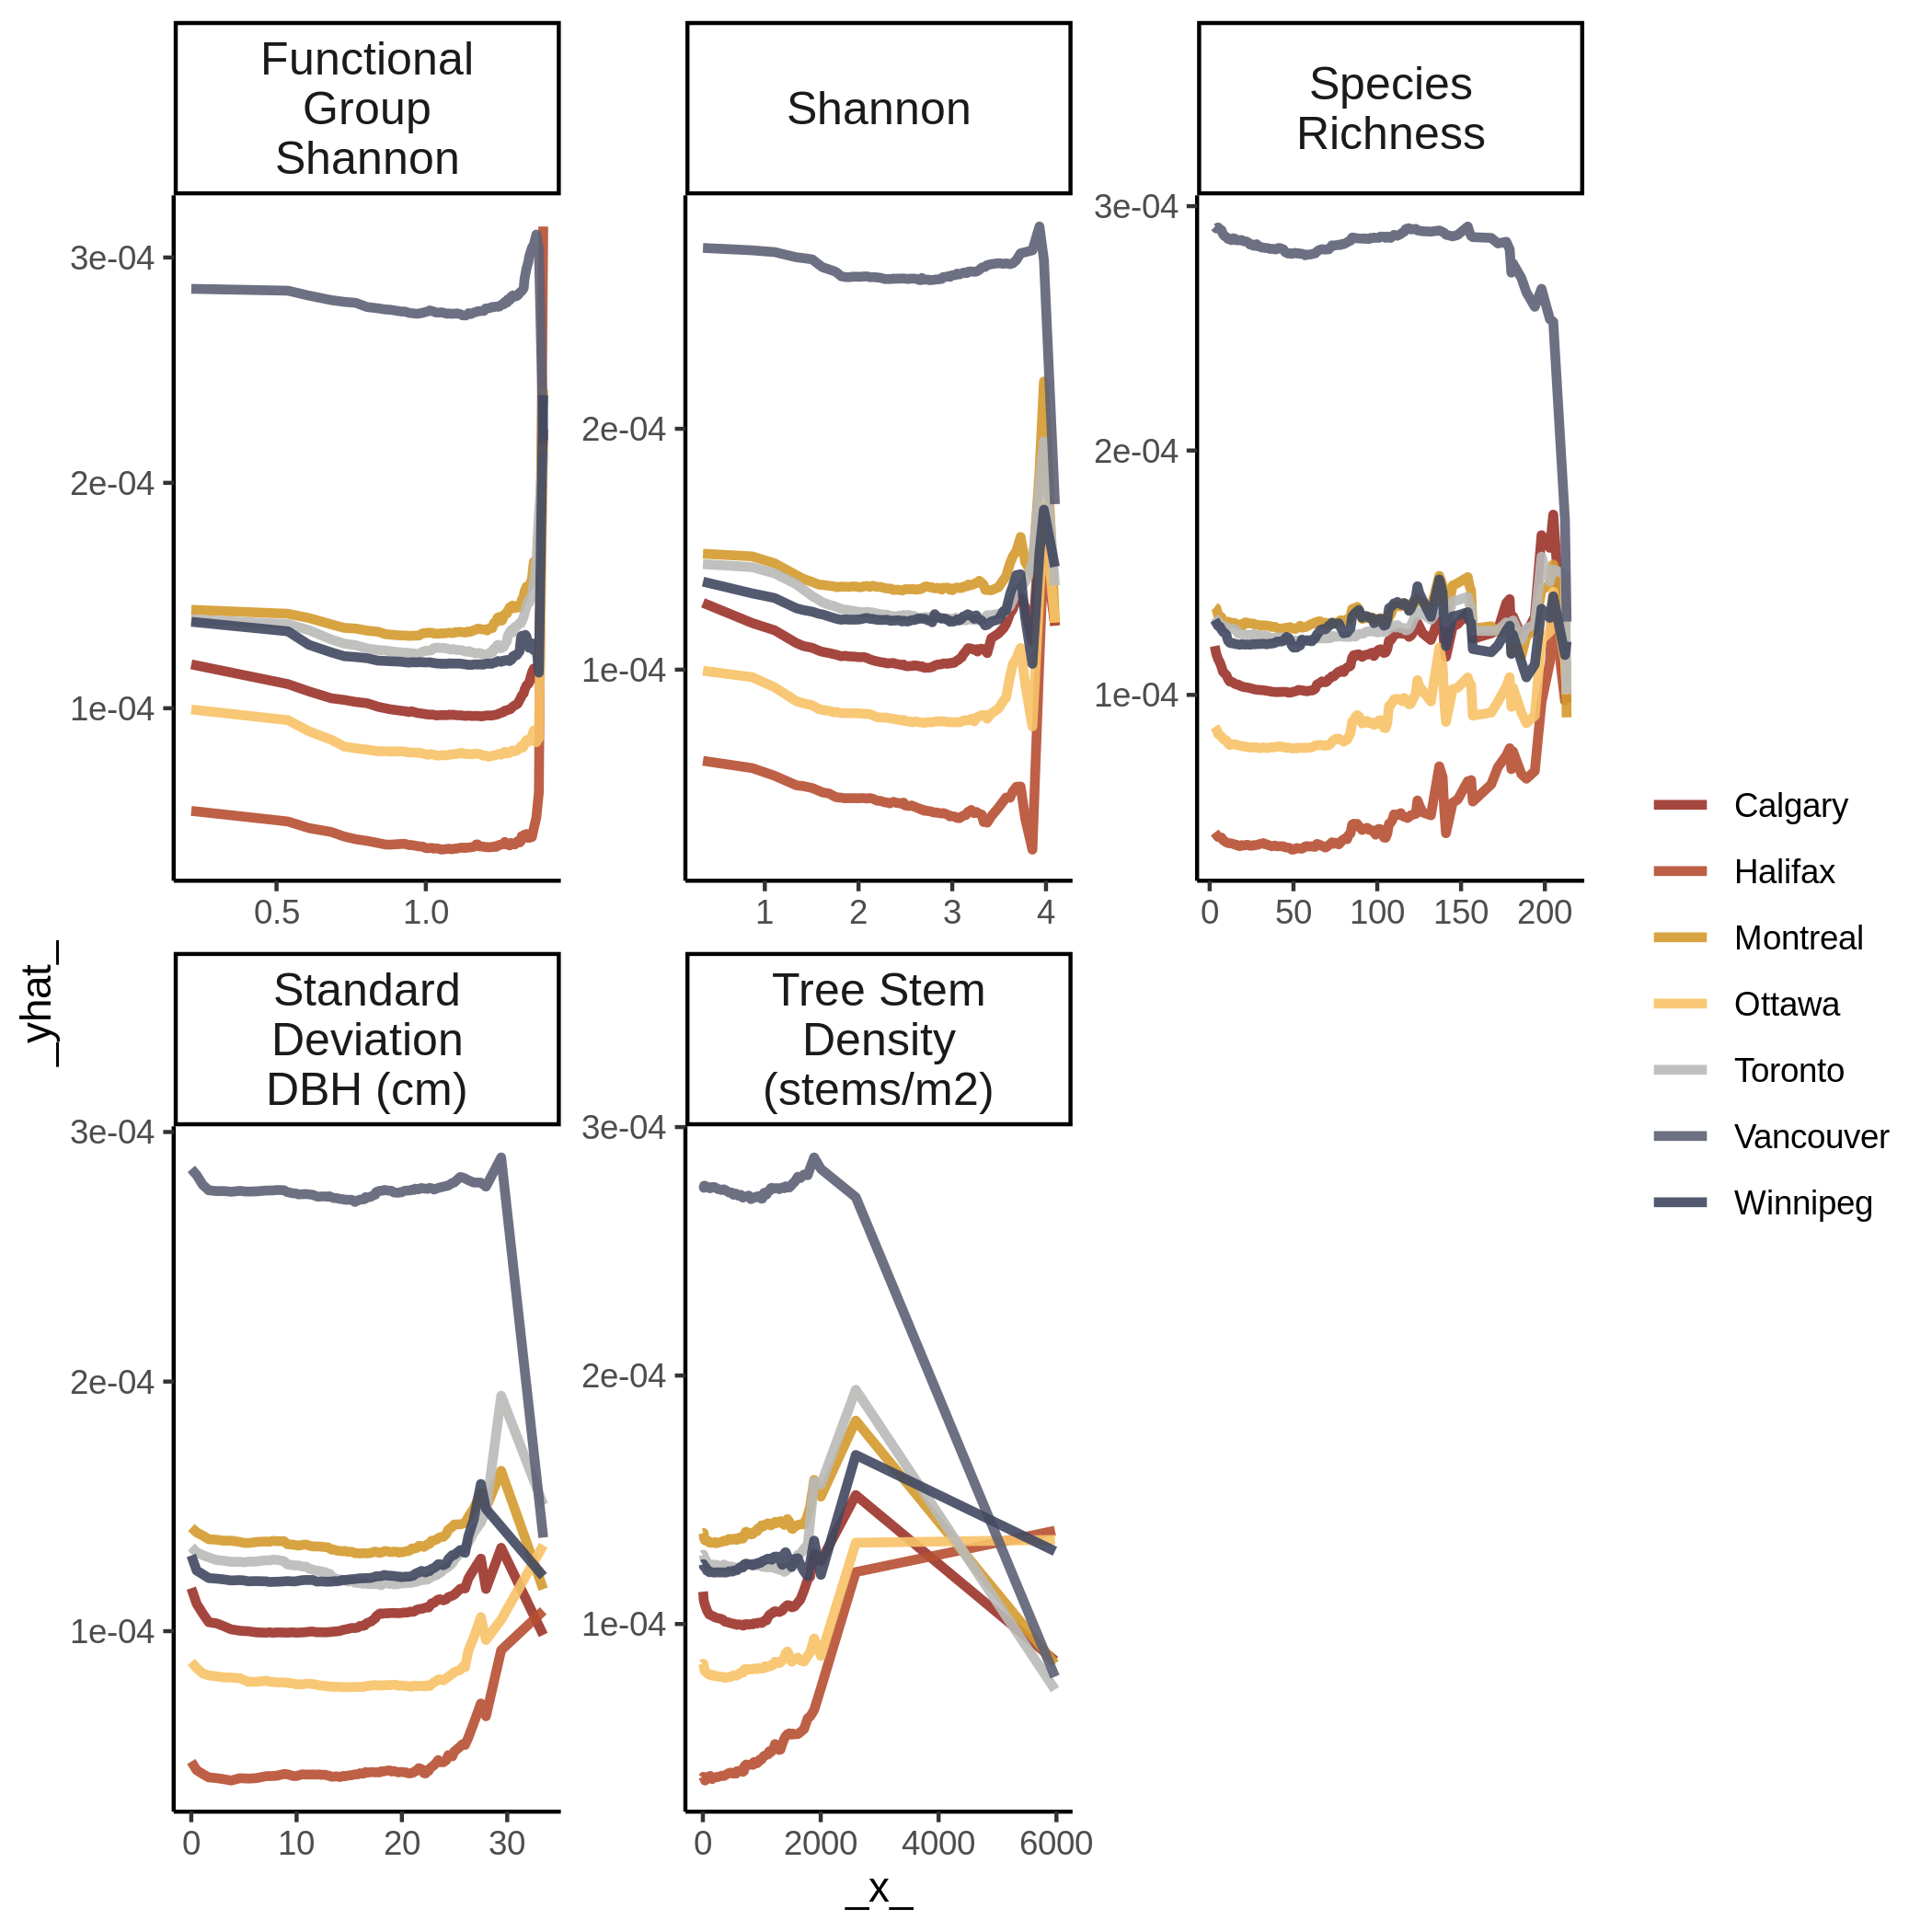 Functional
Group
Shannon
Shannon
Species
Richness
3e-04
2e-04
1e-04
2e-04
1e-04
3e-04
2e-04
1e-04
0.5 1.0
1 2 3 4
0 50 100 150 200
Standard
Deviation
DBH (cm)
Tree Stem
Density
(stems/m2)
3e-04
2e-04
1e-04
3e-04
2e-04
1e-04
0 10 20 30
0 2000 4000 6000
_x_
_yhat_
Calgary
Halifax
Montreal
Ottawa
Toronto
Vancouver
Winnipeg